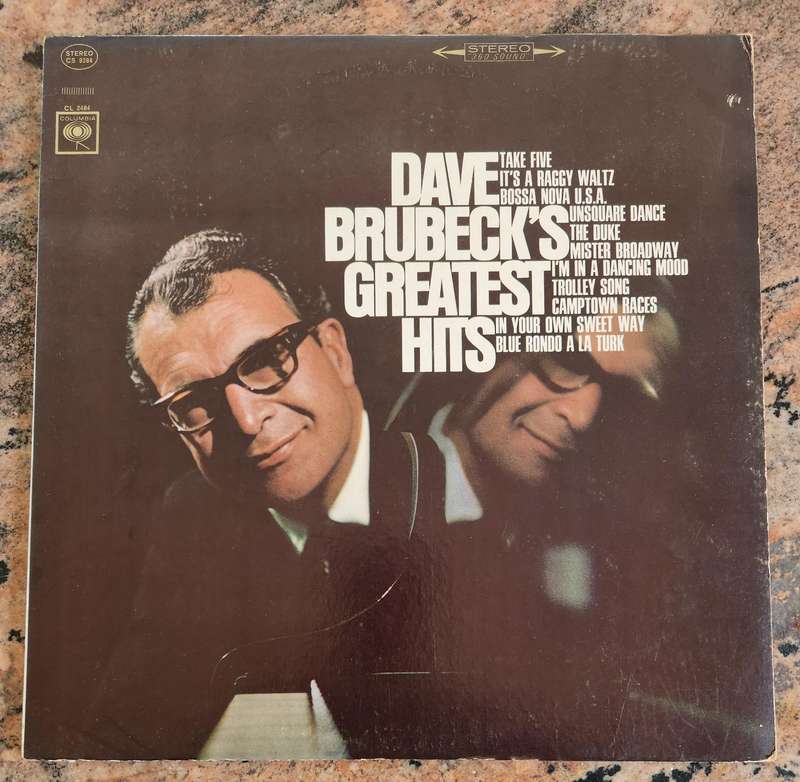 STEREO
CS 9284
CL 2484
COLUMBIA
STEREO
"360 SOUND"
DAVE
BRUBECK'S
GREATEST
HITS
TAKE FIVE
IT'S A RAGGY WALTZ
BOSSA NOVA U.S.A.
UNSQUARE DANCE
THE DUKE
MISTER BROADWAY
I'M IN A DANCING MOOD
TROLLEY SONG
CAMPTOWN RACES
IN YOUR OWN SWEET WAY
BLUE RONDO A LA TURK